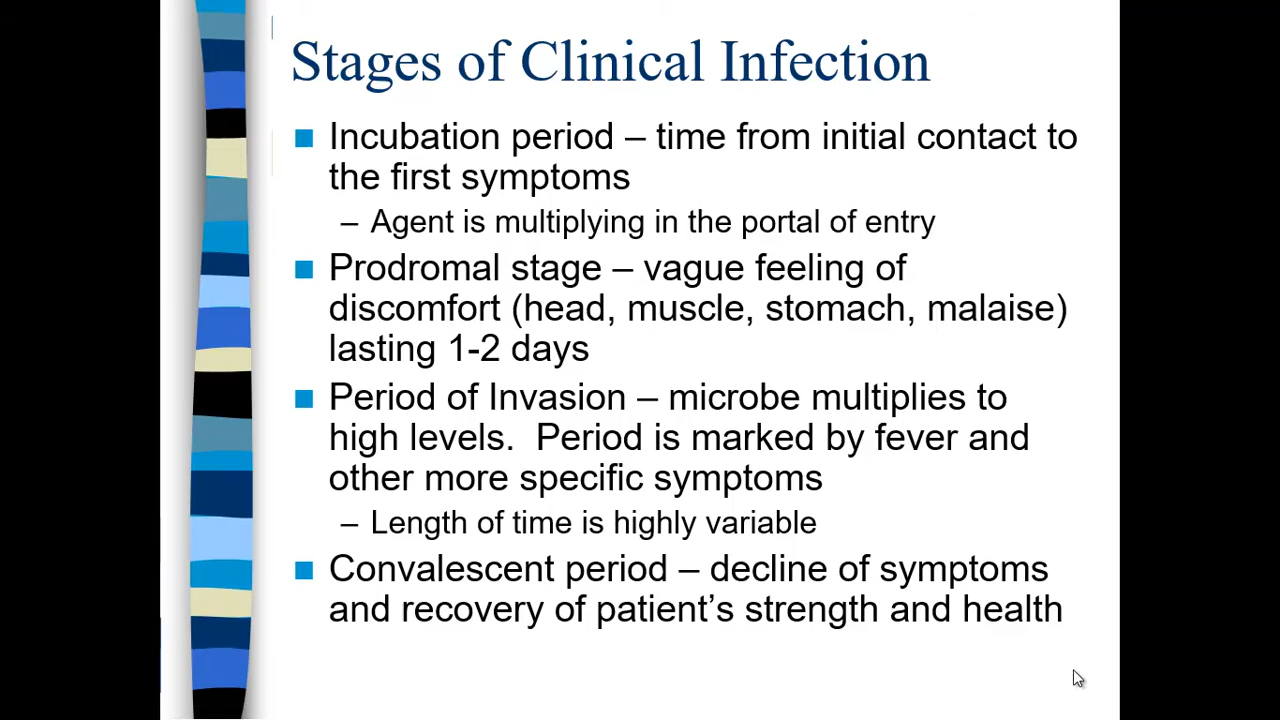 Stages of Clinical Infection
Incubation period – time from initial contact to
the first symptoms
– Agent is multiplying in the portal of entry
Prodromal stage – vague feeling of
discomfort (head, muscle, stomach, malaise)
lasting 1-2 days
Period of Invasion – microbe multiplies to
high levels.  Period is marked by fever and
other more specific symptoms
– Length of time is highly variable
Convalescent period – decline of symptoms
and recovery of patient’s strength and health